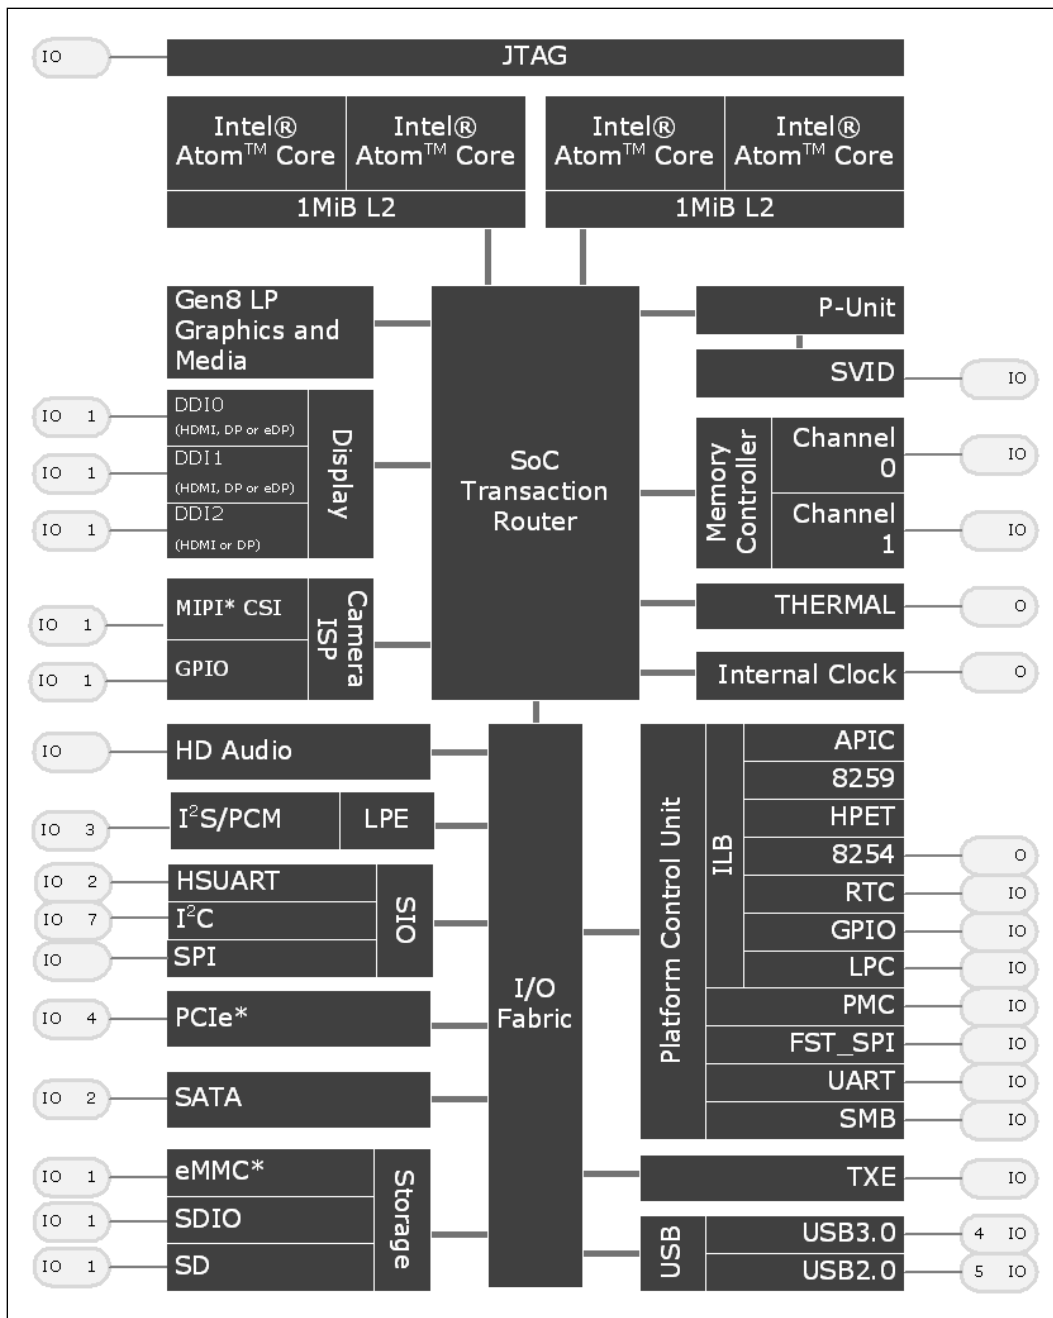 IO
JTAG
Intel®
Atom™ Core
Intel®
Atom™ Core
1MiB L2
Intel®
Atom™ Core
Intel®
Atom™ Core
1MiB L2
Gen8 LP
Graphics and
Media
IO 1
DDI0
(HDMI, DP or eDP)
IO 1
DDI1
(HDMI, DP or eDP)
IO 1
DDI2
(HDMI or DP)
Display
IO 1
MIPI* CSI
IO 1
GPIO
Camera
ISP
SoC
Transaction
Router
P-Unit
SVID
IO
Memory
Controller
Channel
0
IO
Channel
1
IO
THERMAL
O
Internal Clock
O
IO
HD Audio
IO 3
I²S/PCM
LPE
IO 2
HSUART
IO 7
I²C
IO
SPI
SIO
IO 4
PCIe*
IO 2
SATA
IO 1
eMMC*
IO 1
SDIO
IO 1
SD
Storage
I/O
Fabric
Platform Control Unit
ILB
APIC
8259
HPET
8254
O
RTC
IO
GPIO
IO
LPC
IO
PMC
IO
FST_SPI
IO
UART
IO
SMB
IO
TXE
IO
USB
USB3.0
4 IO
USB2.0
5 IO